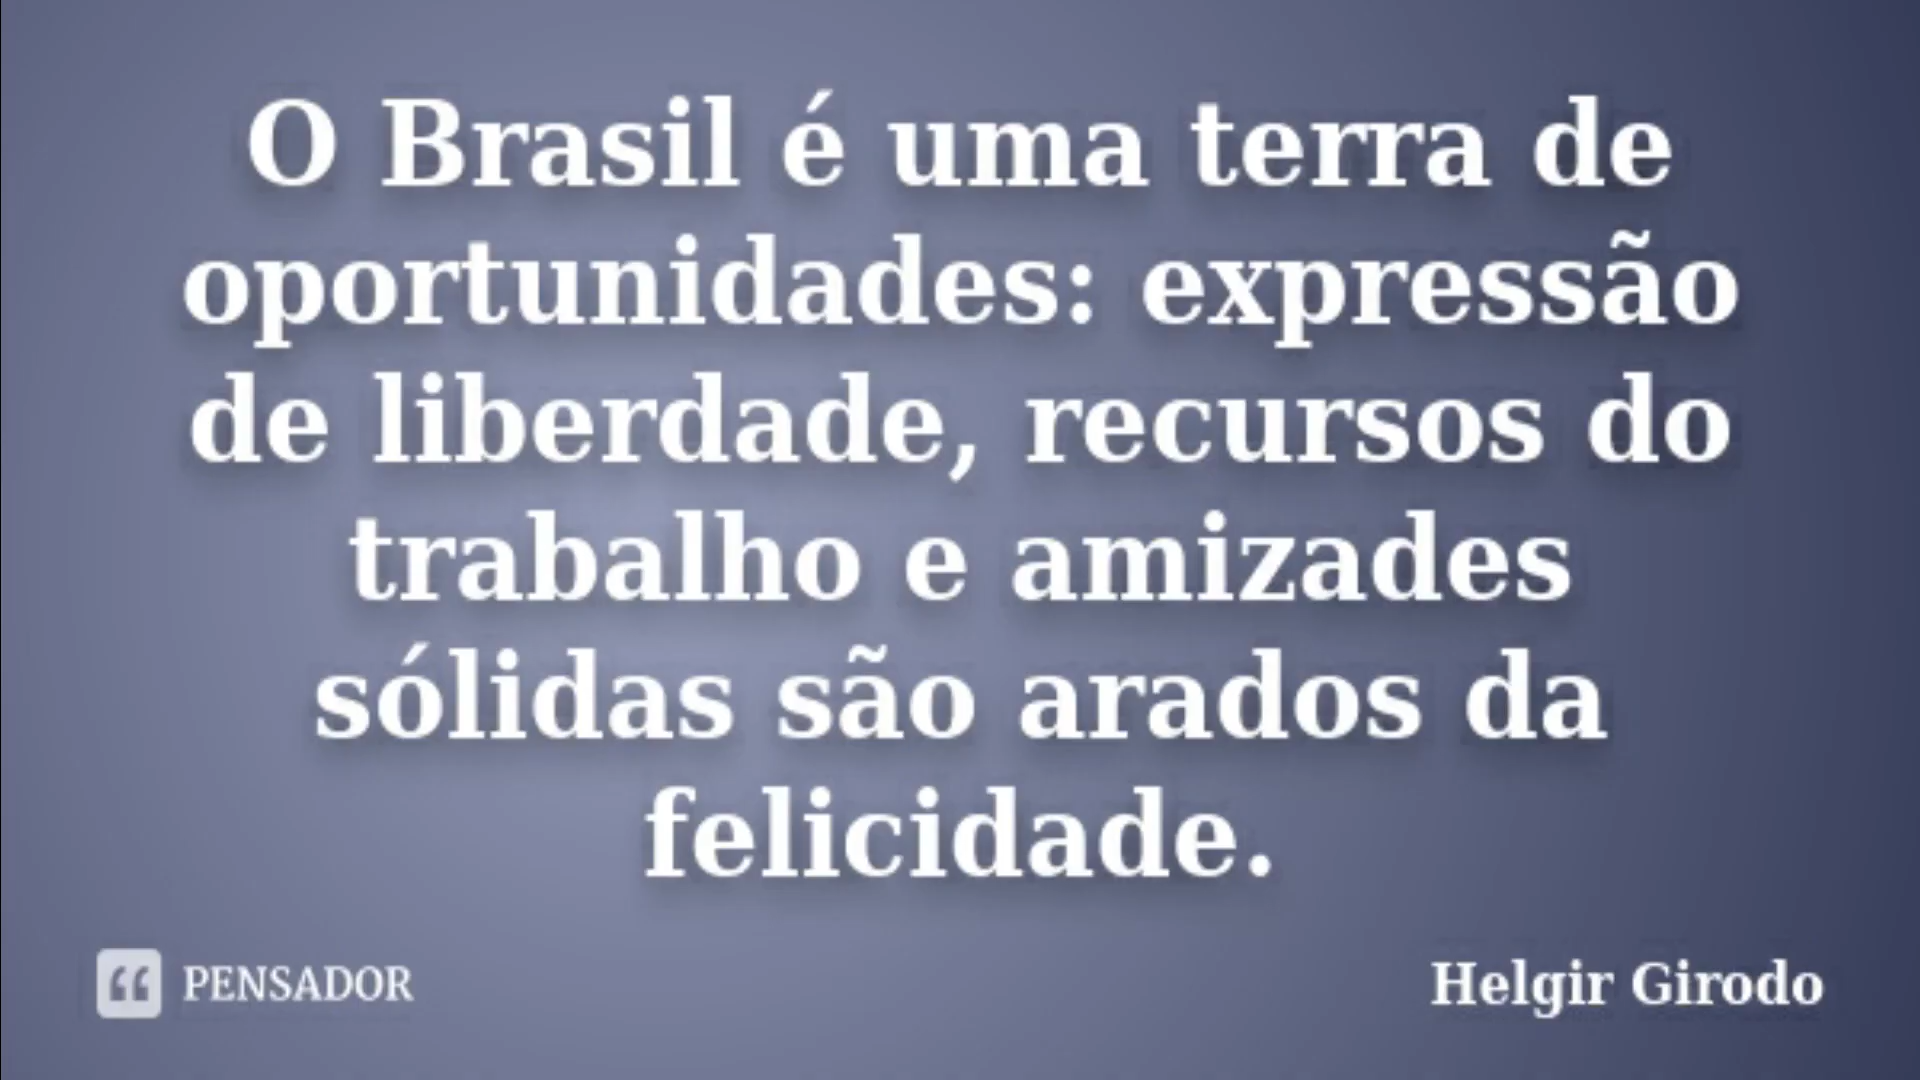 O Brasil é uma terra de
oportunidades: expressão
de liberdade, recursos do
trabalho e amizades
sólidas são arados da
felicidade.
PENSADOR
Helgir Girodo